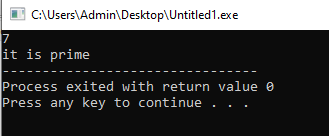 C:\Users\Admin\Desktop\Untitled1.exe
7
it is prime
--------------------------------
Process exited with return value 0
Press any key to continue . . .